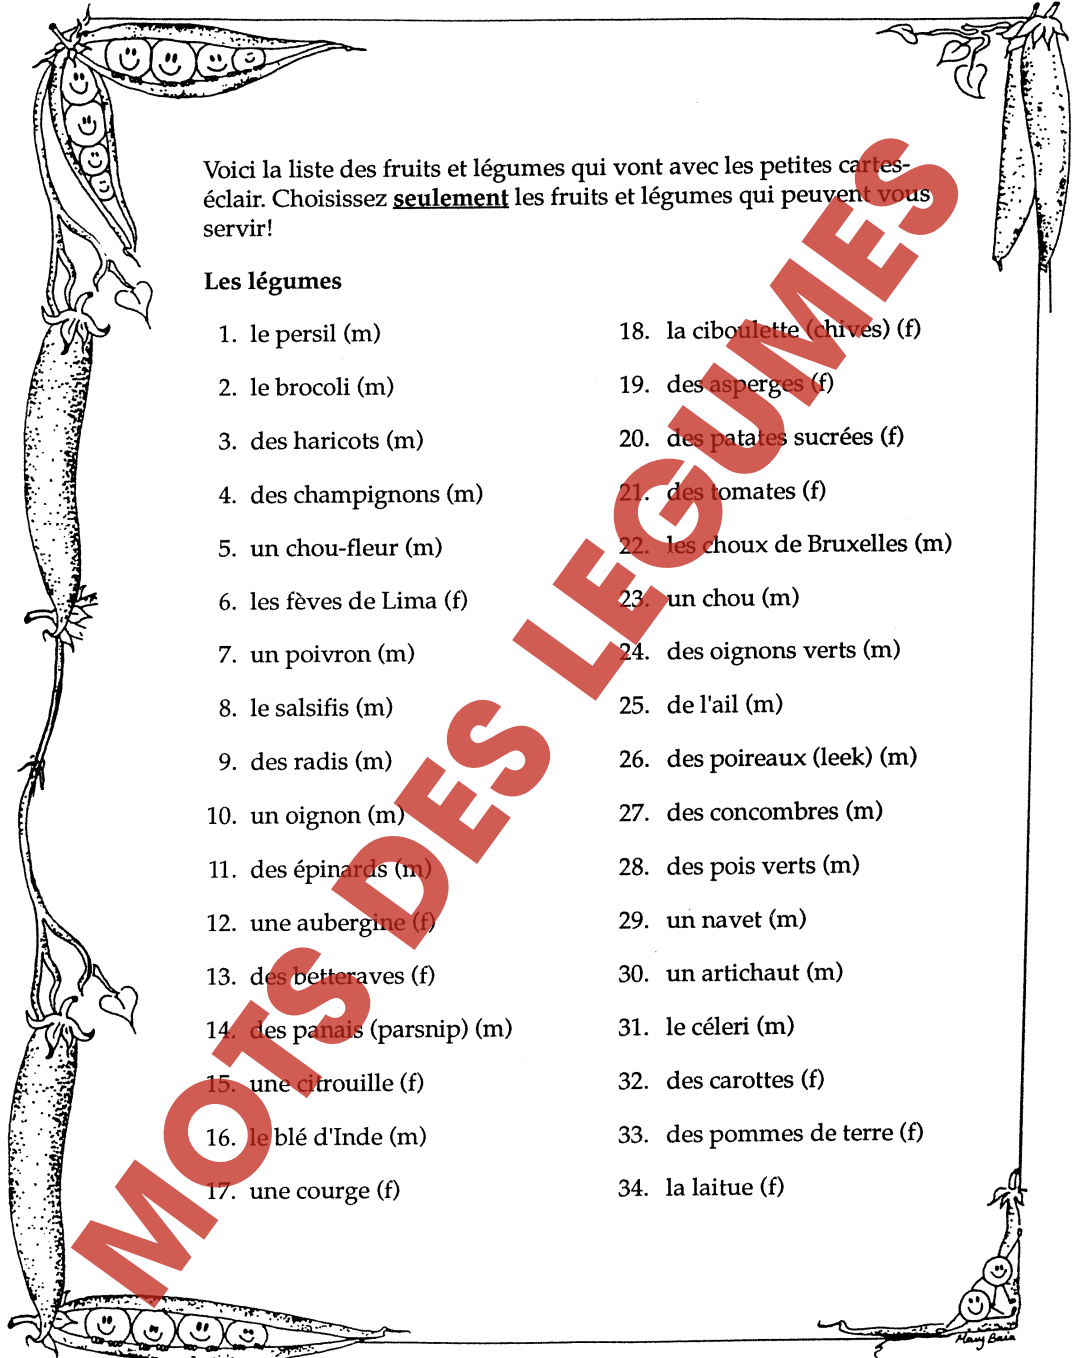 Voici la liste des fruits et légumes qui vont avec les petites cartes-
éclair. Choisissez seulement les fruits et légumes qui peuvent vous
servir!
Les légumes
1. le persil (m)
2. le brocoli (m)
3. des haricots (m)
4. des champignons (m)
5. un chou-fleur (m)
6. les fèves de Lima (f)
7. un poivron (m)
8. le salsifis (m)
9. des radis (m)
10. un oignon (m)
11. des épinards (m)
12. une aubergine (f)
13. des betteraves (f)
14. des panais (parsnip) (m)
15. une citrouille (f)
16. le blé d'Inde (m)
17. une courge (f)
18. la ciboulette (chives) (f)
19. des asperges (f)
20. des patates sucrées (f)
21. des tomates (f)
22. les choux de Bruxelles (m)
23. un chou (m)
24. des oignons verts (m)
25. de l'ail (m)
26. des poireaux (leek) (m)
27. des concombres (m)
28. des pois verts (m)
29. un navet (m)
30. un artichaut (m)
31. le céleri (m)
32. des carottes (f)
33. des pommes de terre (f)
34. la laitue (f)
MOTS DES LEGUMES
Mary Bain